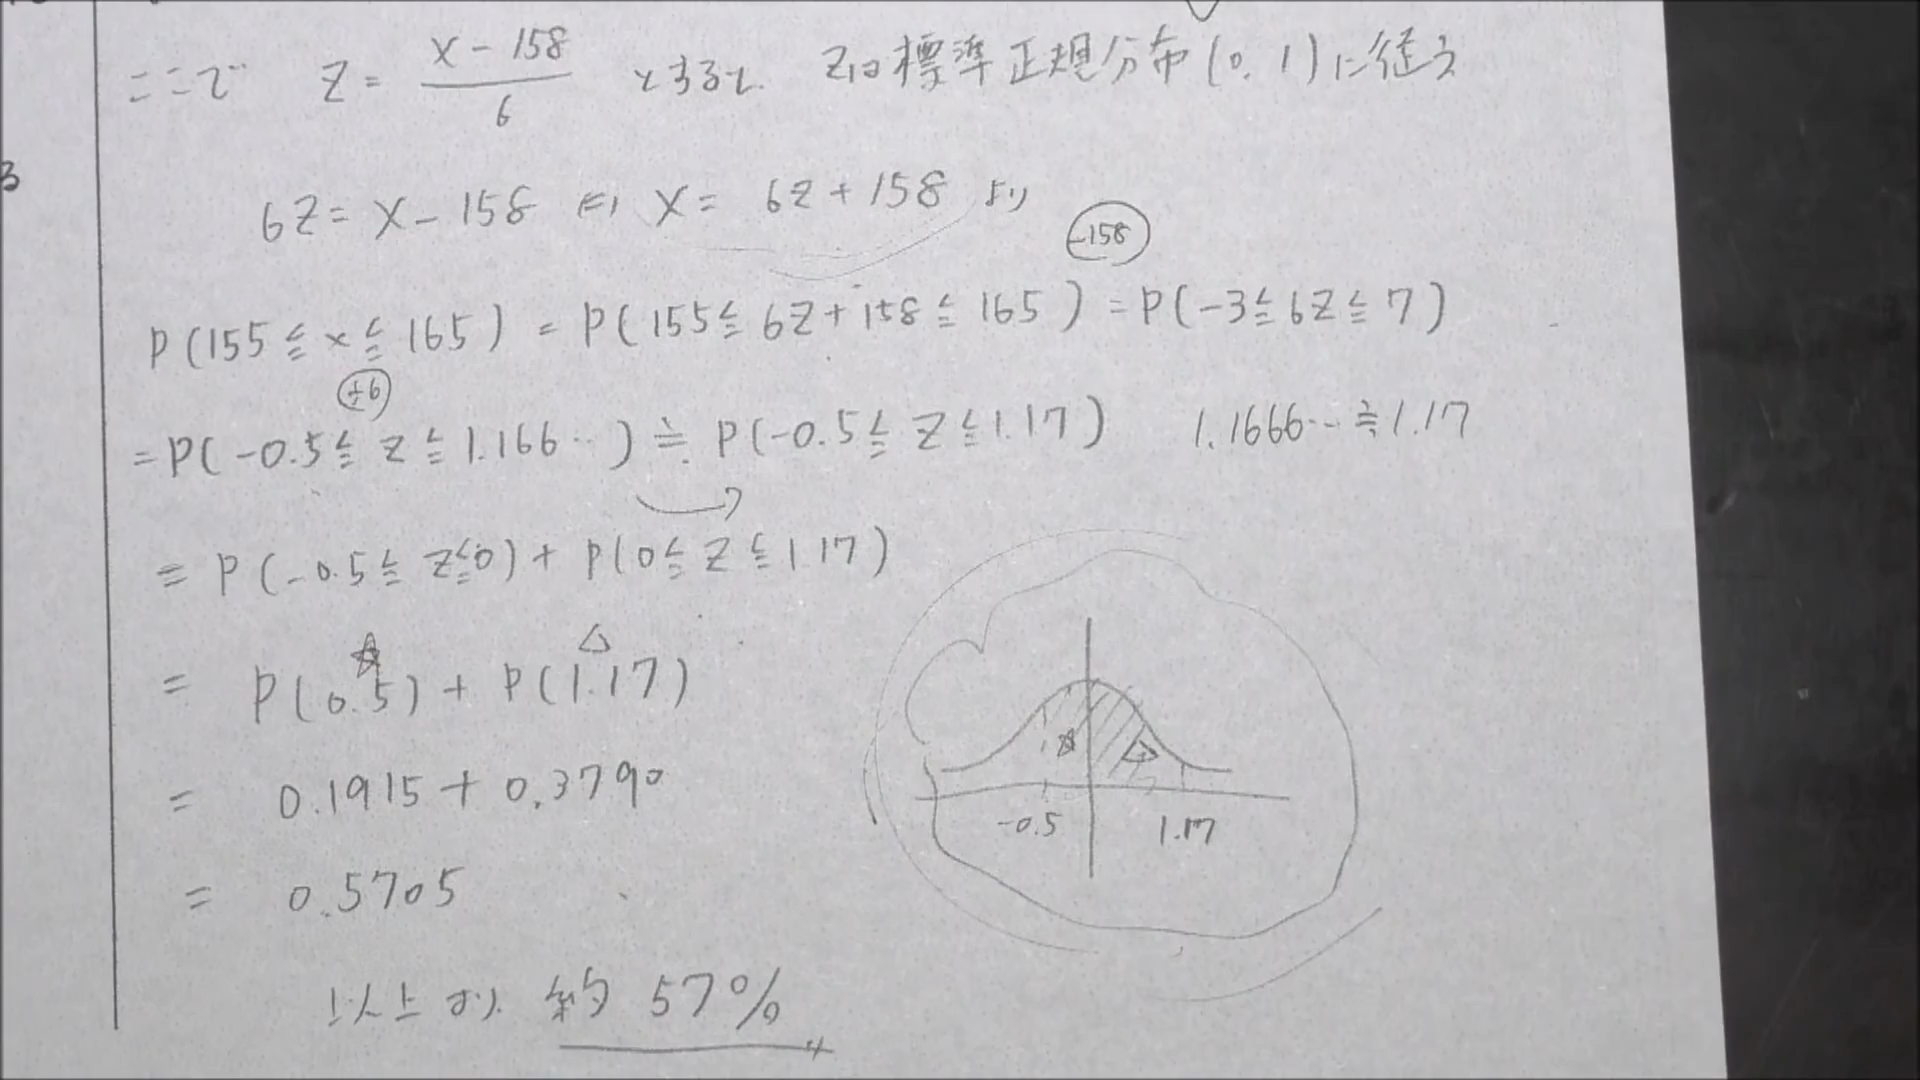 ここで Z = (X - 158) / 6 とすると、 Zは標準正規分布(0, 1)に従う
3
6Z = X - 158 ⇔ X = 6Z + 158 より
-158
P(155 ≦ x ≦ 165) = P(155 ≦ 6Z + 158 ≦ 165) = P(-3 ≦ 6Z ≦ 7)
÷6
= P(-0.5 ≦ Z ≦ 1.166…) ≒ P(-0.5 ≦ Z ≦ 1.17) 1.1666… ≒ 1.17
= P(-0.5 ≦ Z ≦ 0) + P(0 ≦ Z ≦ 1.17)
☆ △
= P(0.5) + P(1.17)
= 0.1915 + 0.3790
☆ △
-0.5 1.17
= 0.5705
以上より 約 57%